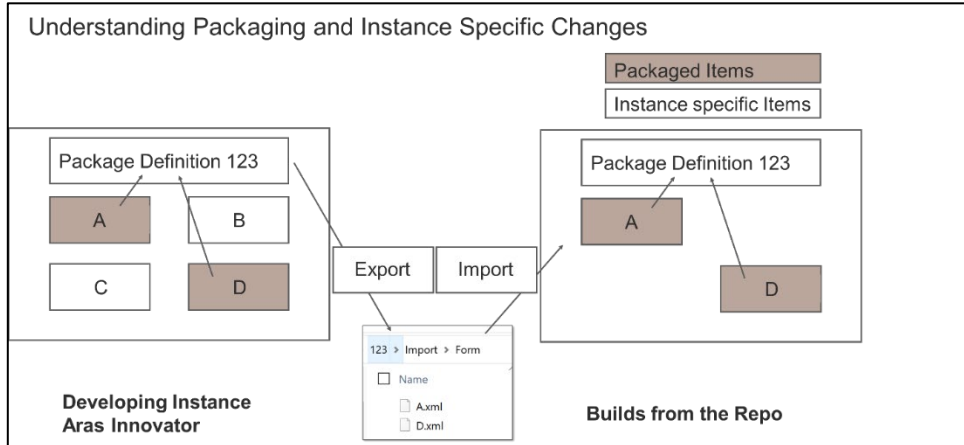 Understanding Packaging and Instance Specific Changes
Packaged Items
Instance specific Items
Package Definition 123
A
B
C
D
Export
Import
123 > Import > Form
Name
A.xml
D.xml
Package Definition 123
A
D
Developing Instance
Aras Innovator
Builds from the Repo